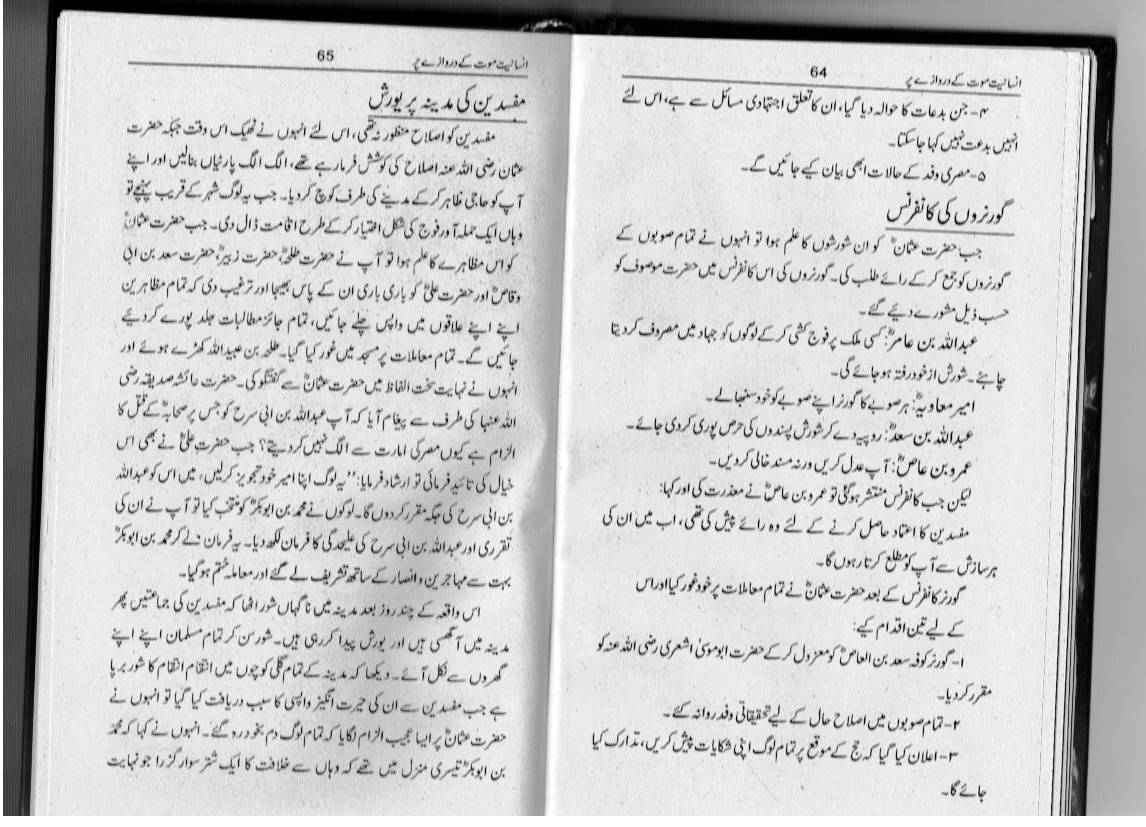 انسانیت موت کے دروازے پر
64
۴- جن بدعات کا حوالہ دیا گیا، ان کا تعلق اجتہادی مسائل سے ہے، اس لئے
انہیں بدعت نہیں کہا جاسکتا۔
۵- مصری وفد کے حالات ابھی بیان کیے جائیں گے۔
گورنروں کی کانفرنس
جب حضرت عثمانؓ کو ان شورشوں کا علم ہوا تو انہوں نے تمام صوبوں کے
گورنروں کو جمع کر کے رائے طلب کی۔ گورنروں کی اس کانفرنس میں حضرت موصوف کو
حسب ذیل مشورے دیے گئے۔
عبداللہ بن عامرؓ: کسی ملک پر فوج کشی کر کے لوگوں کو جہاد میں مصروف کر دیتا
چاہئے۔ شورش از خود رفتہ ہو جائے گی۔
امیر معاویہؓ: ہر صوبے کا گورنر اپنے صوبے کو خود سنبھالے۔
عبداللہ بن سعدؓ: روپیہ دے کر شورش پسندوں کی حرص پوری کردی جائے۔
عمرو بن عاصؓ: آپ عدل کریں ورنہ مسند خالی کردیں۔
لیکن جب کانفرنس منتشر ہوگئی تو عمرو بن عاصؓ نے معذرت کی اور کہا:
مفسدین کا اعتماد حاصل کرنے کے لئے وہ رائے پیش کی تھی، اب میں ان کی
ہر سازش سے آپ کو مطلع کرتا رہوں گا۔
گورنر کانفرنس کے بعد حضرت عثمانؓ نے تمام معاملات پر خود غور کیا اور اس
کے لیے تین اقدام کیے:
۱- گورنر کوفہ سعد بن العاصؓ کو معزول کر کے حضرت ابوموسیٰ اشعری رضی اللہ عنہ کو
مقرر کر دیا۔
۲- تمام صوبوں میں اصلاح حال کے لیے تحقیقاتی وفد روانہ کئے۔
۳- اعلان کیا گیا کہ حج کے موقع پر تمام لوگ اپنی شکایات پیش کریں، تدارک کیا
جائے گا۔
انسانیت موت کے دروازے پر
65
مفسدین کی مدینہ پر یورش
مفسدین کو اصلاح منظور نہ تھی، اس لئے انہوں نے ٹھیک اس وقت جبکہ حضرت
عثمان رضی اللہ عنہ اصلاح کی کوشش فرما رہے تھے، الگ الگ پارٹیاں بنالیں اور اپنے
آپ کو حاجی ظاہر کر کے مدینے کی طرف کوچ کر دیا۔ جب یہ لوگ شہر کے قریب پہنچے تو
وہاں ایک حملہ آور فوج کی شکل اختیار کر کے طرح اقامت ڈال دی۔ جب حضرت عثمانؓ
کو اس مظاہرے کا علم ہوا تو آپ نے حضرت طلحہؓ، حضرت زبیرؓ، حضرت سعد بن ابی
وقاصؓ اور حضرت علیؓ کو باری باری ان کے پاس بھیجا اور ترغیب دی کہ تمام مظاہرین
اپنے اپنے علاقوں میں واپس چلے جائیں، تمام جائز مطالبات جلد پورے کر دیے
جائیں گے۔ تمام معاملات پر مسجد میں غور کیا گیا۔ طلحہ بن عبید اللہ کھڑے ہوئے اور
انہوں نے نہایت سخت الفاظ میں حضرت عثمانؓ سے گفتگو کی۔ حضرت عائشہ صدیقہ رضی
اللہ عنہا کی طرف سے پیغام آیا کہ آپ عبداللہ بن ابی سرح کو جس پر صحابہؓ کے قتل کا
الزام ہے کیوں مصر کی امارت سے الگ نہیں کر دیتے؟ جب حضرت علیؓ نے بھی اس
خیال کی تائید فرمائی تو ارشاد فرمایا: ''یہ لوگ اپنا امیر خود تجویز کرلیں، میں اس کو عبداللہ
بن ابی سرح کی جگہ مقرر کر دوں گا۔ لوگوں نے محمد بن ابوبکرؓ کو منتخب کیا تو آپ نے ان کی
تقرری اور عبداللہ بن ابی سرح کی علیحدگی کا فرمان لکھ دیا۔ یہ فرمان لے کر محمد بن ابوبکرؓ
بہت سے مہاجرین وانصار کے ساتھ تشریف لے گئے اور معاملہ ختم ہوگیا۔
اس واقعہ کے چند روز بعد مدینہ میں ناگہاں شور اٹھا کہ مفسدین کی جماعتیں پھر
مدینہ میں آگھسی ہیں اور یورش پیدا کر رہی ہیں۔ شور سن کر تمام مسلمان اپنے اپنے
گھروں سے نکل آئے۔ دیکھا کہ مدینہ کے تمام گلی کوچوں میں انتقام انتقام کا شور برپا
ہے جب مفسدین سے ان کی حیرت انگیز واپسی کا سبب دریافت کیا گیا تو انہوں نے
حضرت عثمانؓ پر ایسا عجیب الزام لگایا کہ تمام لوگ دم بخود رہ گئے۔ انہوں نے کہا کہ محمدؓ
بن ابوبکرؓ تیسری منزل میں تھے کہ وہاں سے خلافت کا ایک شتر سوار گزرا جو نہایت